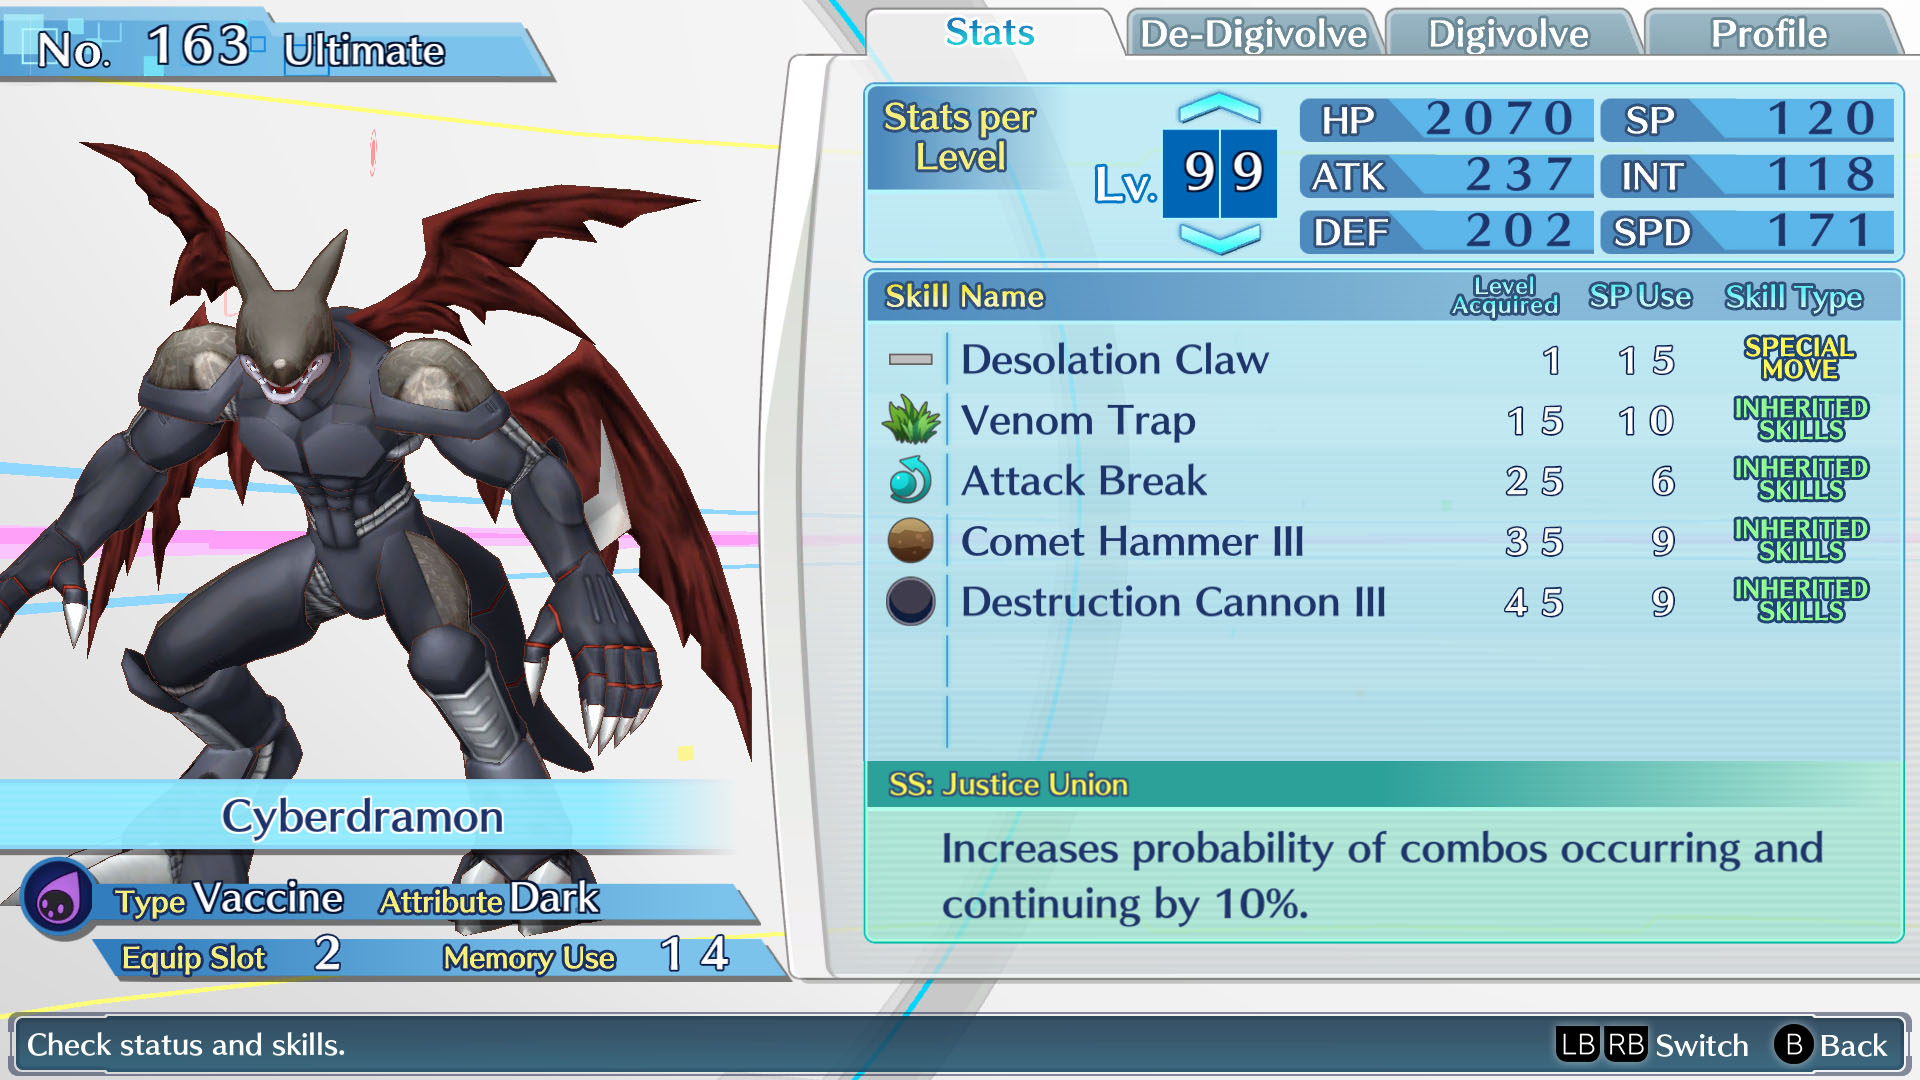 No. 163 Ultimate
Stats
De-Digivolve
Digivolve
Profile
Stats per
Level
Lv. 99
HP 2070
SP 120
ATK 237
INT 118
DEF 202
SPD 171
Skill Name
Level
Acquired
SP Use
Skill Type
Desolation Claw 1 15 SPECIAL
MOVE
Venom Trap 15 10 INHERITED
SKILLS
Attack Break 25 6 INHERITED
SKILLS
Comet Hammer III 35 9 INHERITED
SKILLS
Destruction Cannon III 45 9 INHERITED
SKILLS
SS: Justice Union
Increases probability of combos occurring and
continuing by 10%.
Cyberdramon
Type Vaccine Attribute Dark
Equip Slot 2 Memory Use 14
Check status and skills.
LB RB Switch B Back